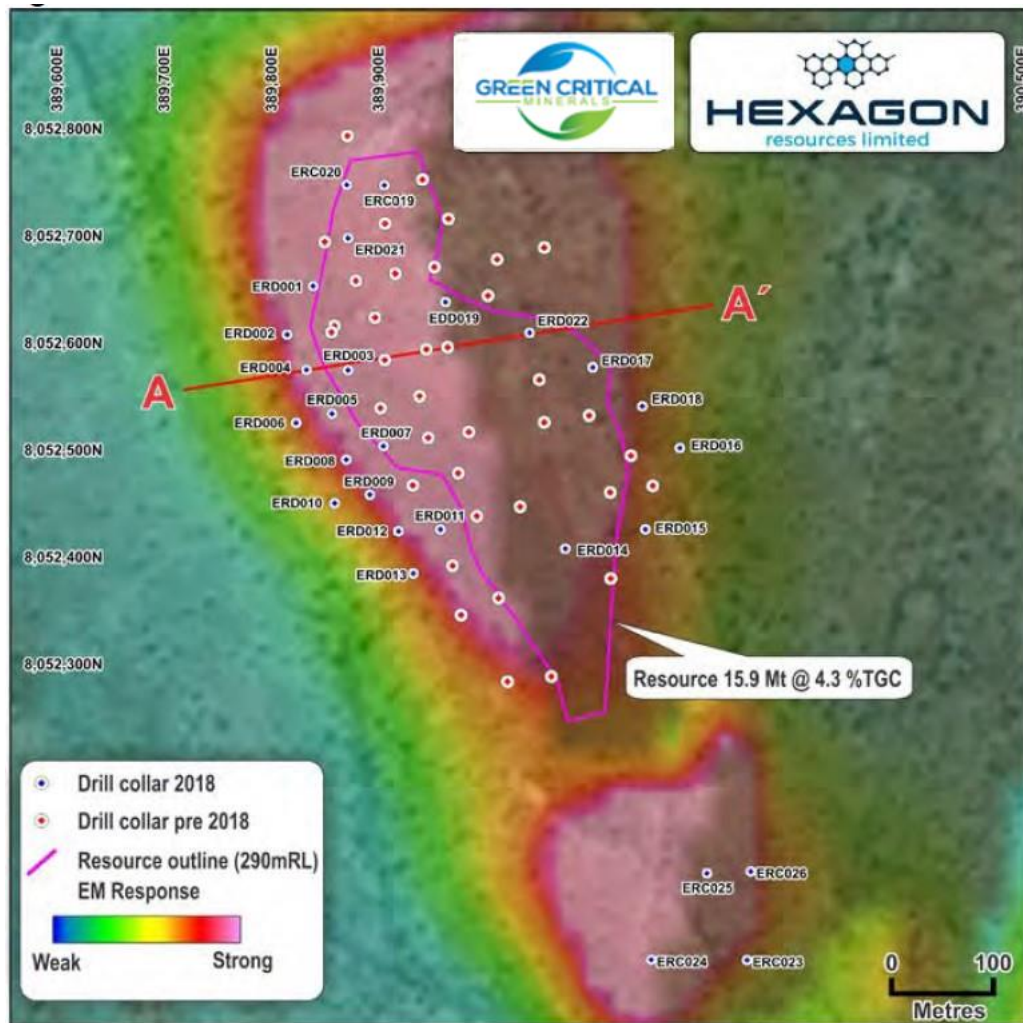 389,600E
389,700E
389,800E
389,900E
GREEN CRITICAL
MINERALS
HEXAGON
resources limited
8,052,800N
ERC020
ERC019
8,052,700N
ERD021
ERD001
A´
ERD002
8,052,600N
EDD019
ERD022
ERD003
ERD004
ERD017
A
ERD005
ERD018
ERD006
ERD007
8,052,500N
ERD016
ERD008
ERD009
ERD010
ERD011
ERD012
ERD015
ERD014
8,052,400N
ERD013
8,052,300N
Resource 15.9 Mt @ 4.3 %TGC
Drill collar 2018
Drill collar pre 2018
Resource outline (290mRL)
EM Response
Weak Strong
ERC025
ERC026
ERC024
ERC023
0 100
Metres